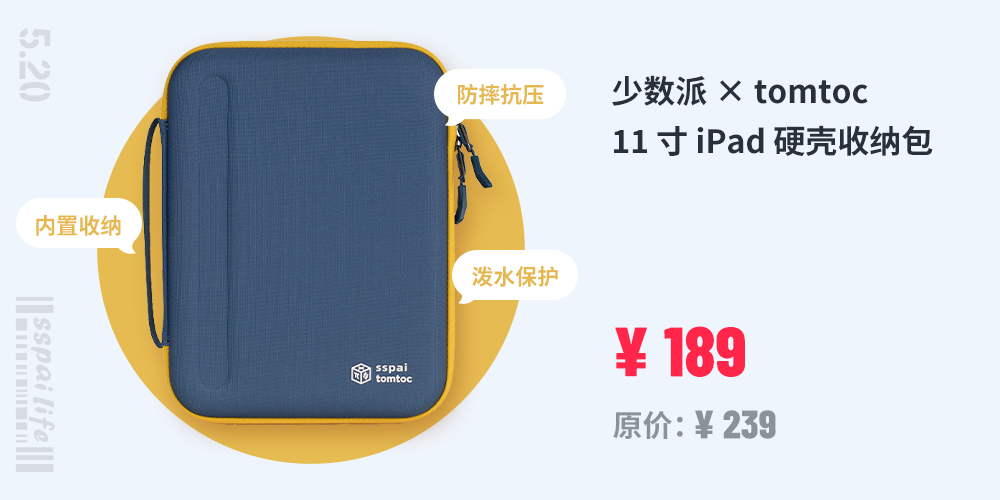 5.20
防摔抗压
内置收纳
泼水保护
sspai
tomtoc
sspai life
少数派 × tomtoc
11 寸 iPad 硬壳收纳包
¥ 189
原价：¥ 239